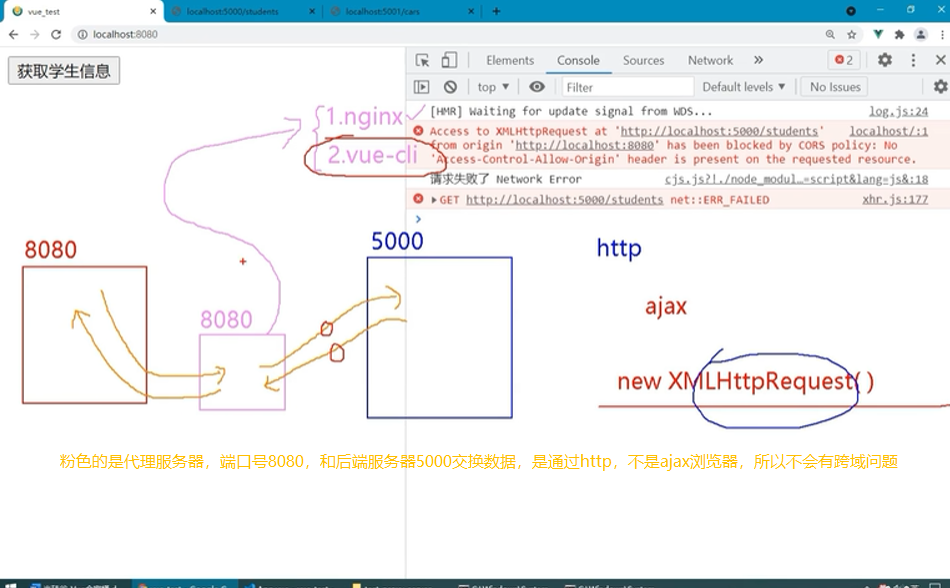 vue_test
localhost:5000/students
localhost:5001/cars
localhost:8080
获取学生信息
Elements Console Sources Network 2
top Filter Default levels No Issues
[HMR] Waiting for update signal from WDS... log.js:24
Access to XMLHttpRequest at 'http://localhost:5000/students' localhost/:1
from origin 'http://localhost:8080' has been blocked by CORS policy: No
'Access-Control-Allow-Origin' header is present on the requested resource.
请求失败了 Network Error cjs.js?!./node_modul…=script&lang=js&:18
GET http://localhost:5000/students net::ERR_FAILED xhr.js:177
1.nginx
2.vue-cli
8080
8080
5000
http
ajax
new XMLHttpRequest( )
粉色的是代理服务器，端口号8080，和后端服务器5000交换数据，是通过http，不是ajax浏览器，所以不会有跨域问题